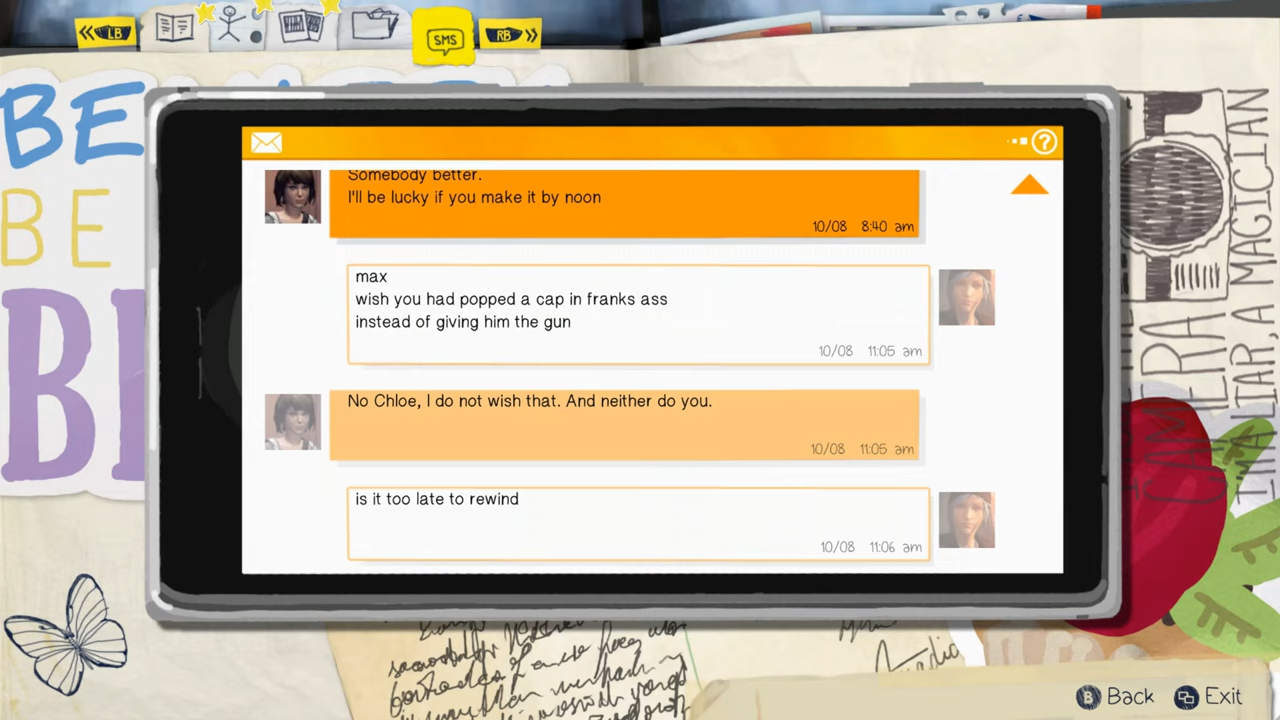 LB
SMS
RB
BE
BE
Somebody better.
I'll be lucky if you make it by noon
10/08 8:40 am
max
wish you had popped a cap in franks ass
instead of giving him the gun
10/08 11:05 am
No Chloe, I do not wish that. And neither do you.
10/08 11:05 am
is it too late to rewind
10/08 11:06 am
I'M A LIAR, A MAGICIAN
B Back
Exit